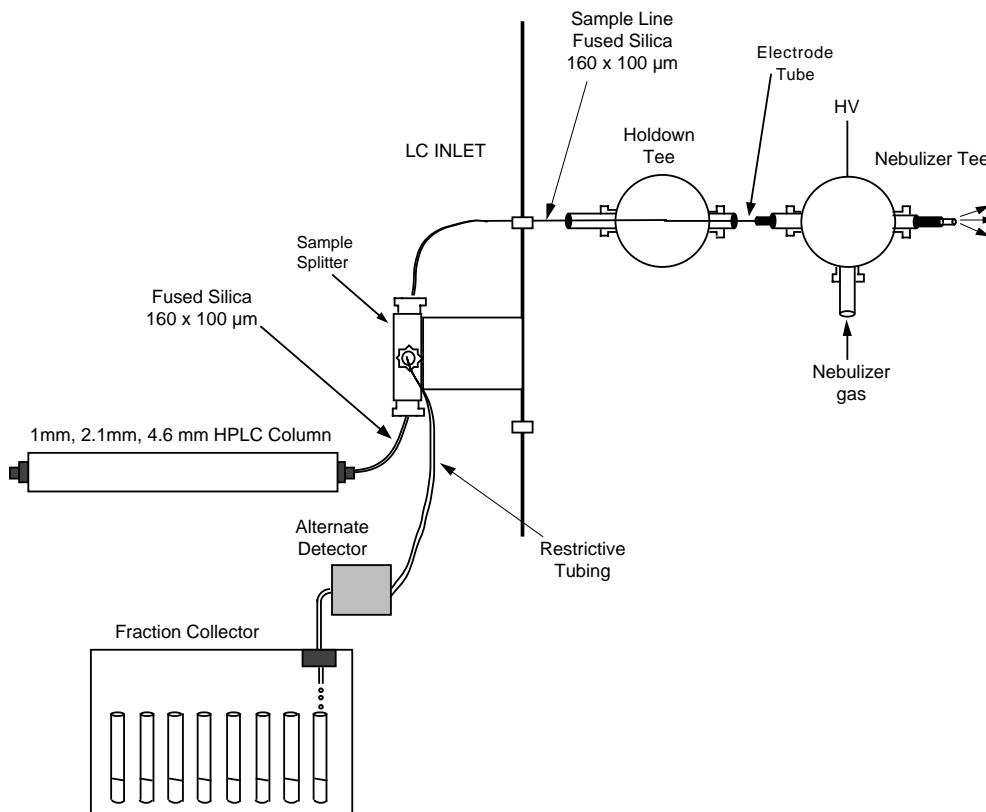 Sample Line
Fused Silica
160 x 100 µm
Electrode
Tube
HV
LC INLET
Holdown
Tee
Nebulizer Tee
Sample
Splitter
Fused Silica
160 x 100 µm
Nebulizer
gas
1mm, 2.1mm, 4.6 mm HPLC Column
Alternate
Detector
Restrictive
Tubing
Fraction Collector